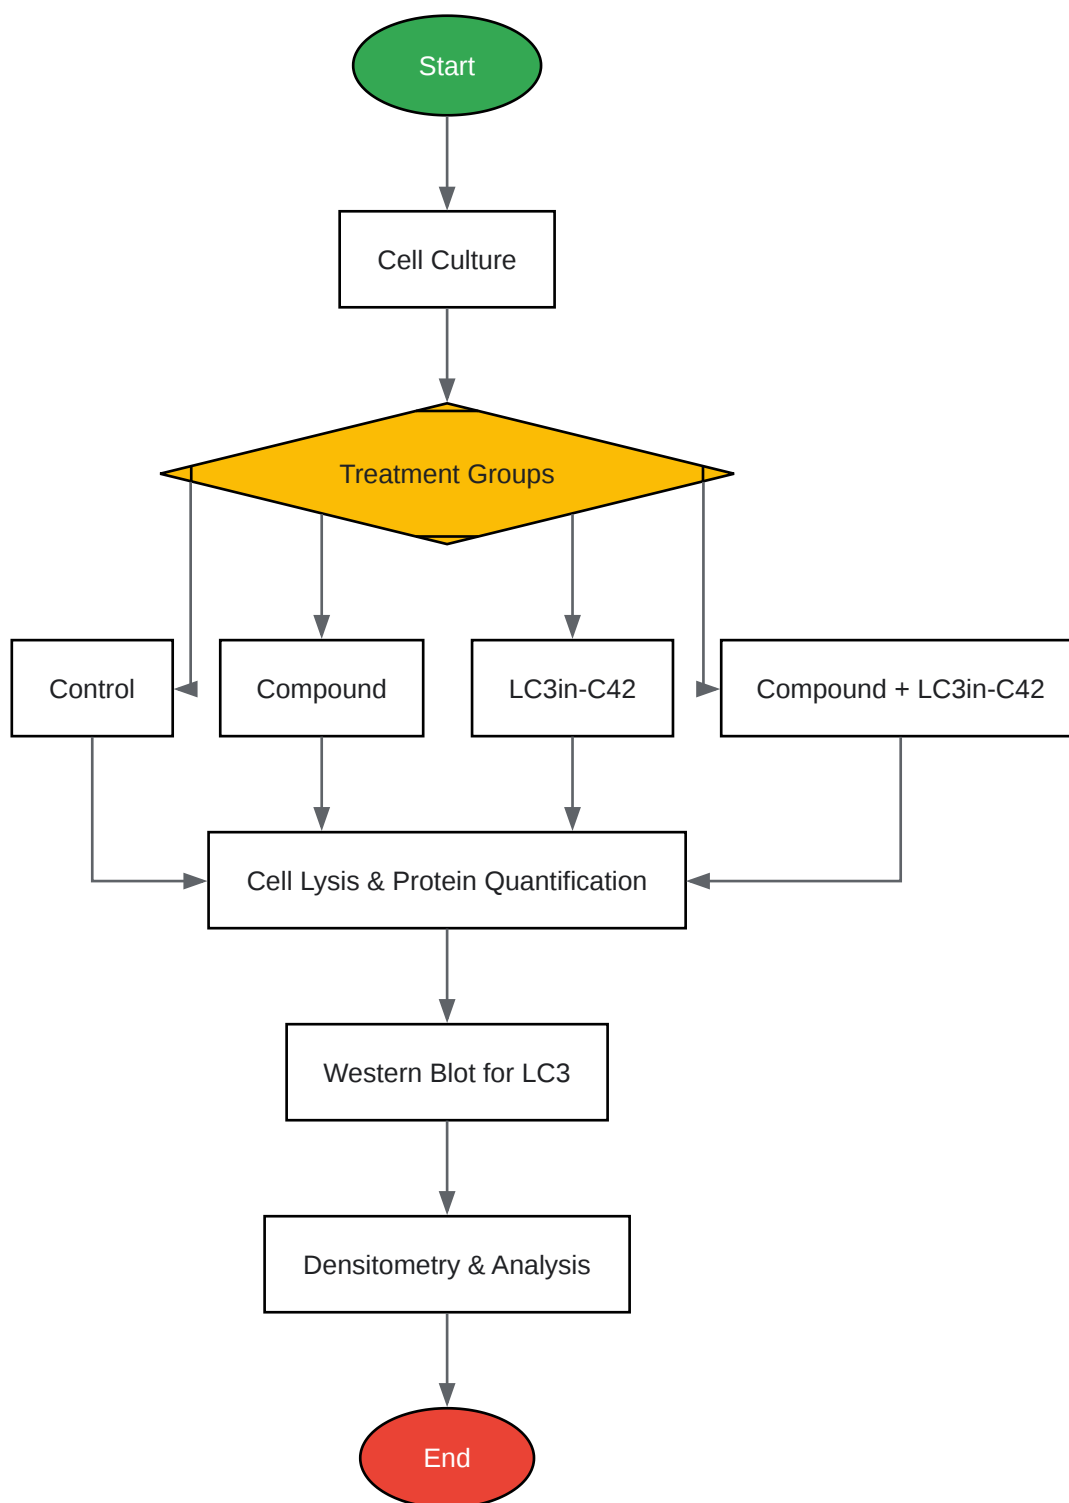 Start
Cell Culture
Treatment Groups
Control
Compound
LC3in-C42
Compound + LC3in-C42
Cell Lysis & Protein Quantification
Western Blot for LC3
Densitometry & Analysis
End